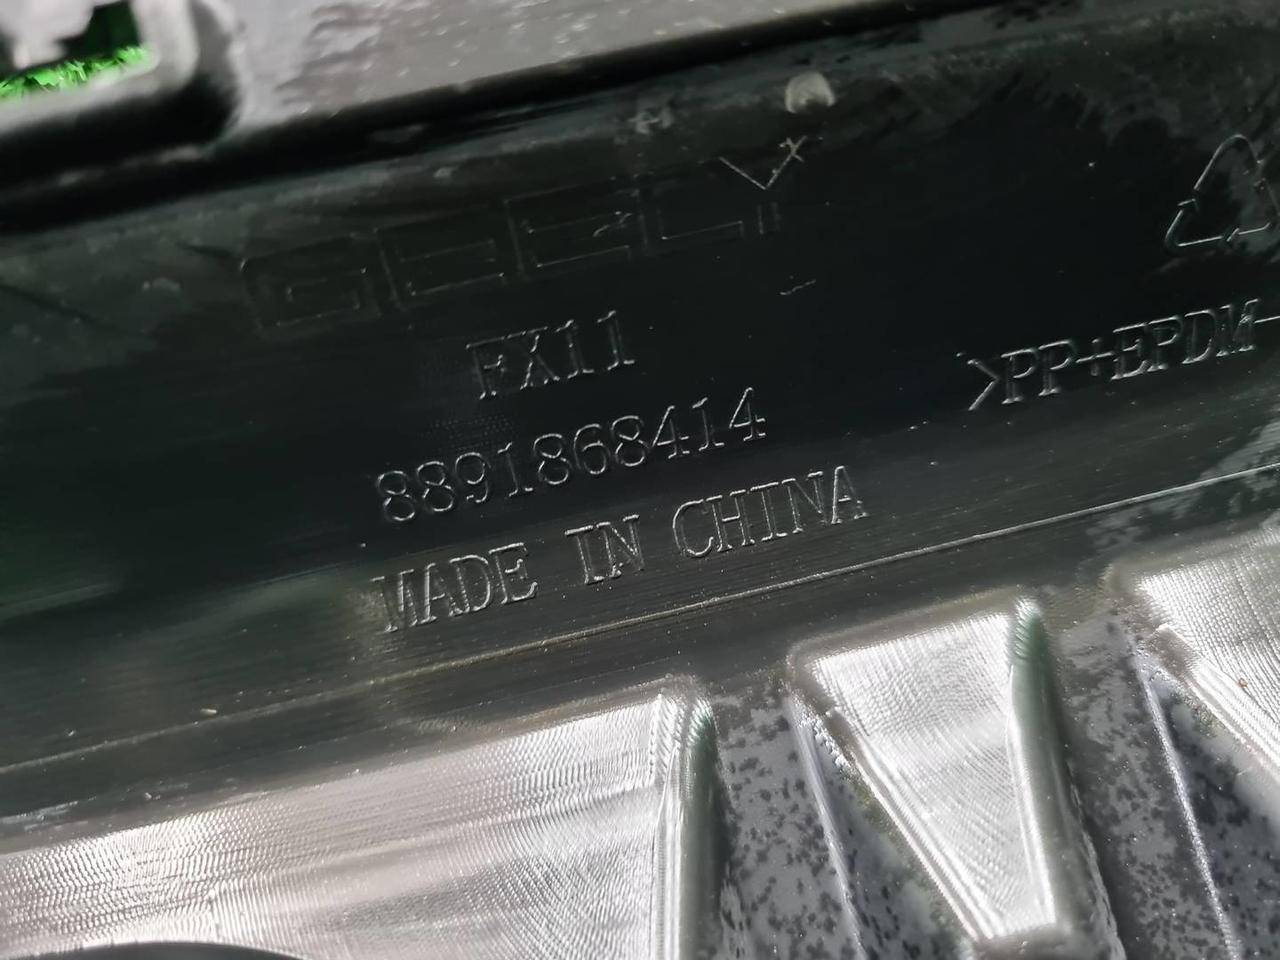 GEELY
FX11
8891868414
MADE IN CHINA
>PP+EPDM-